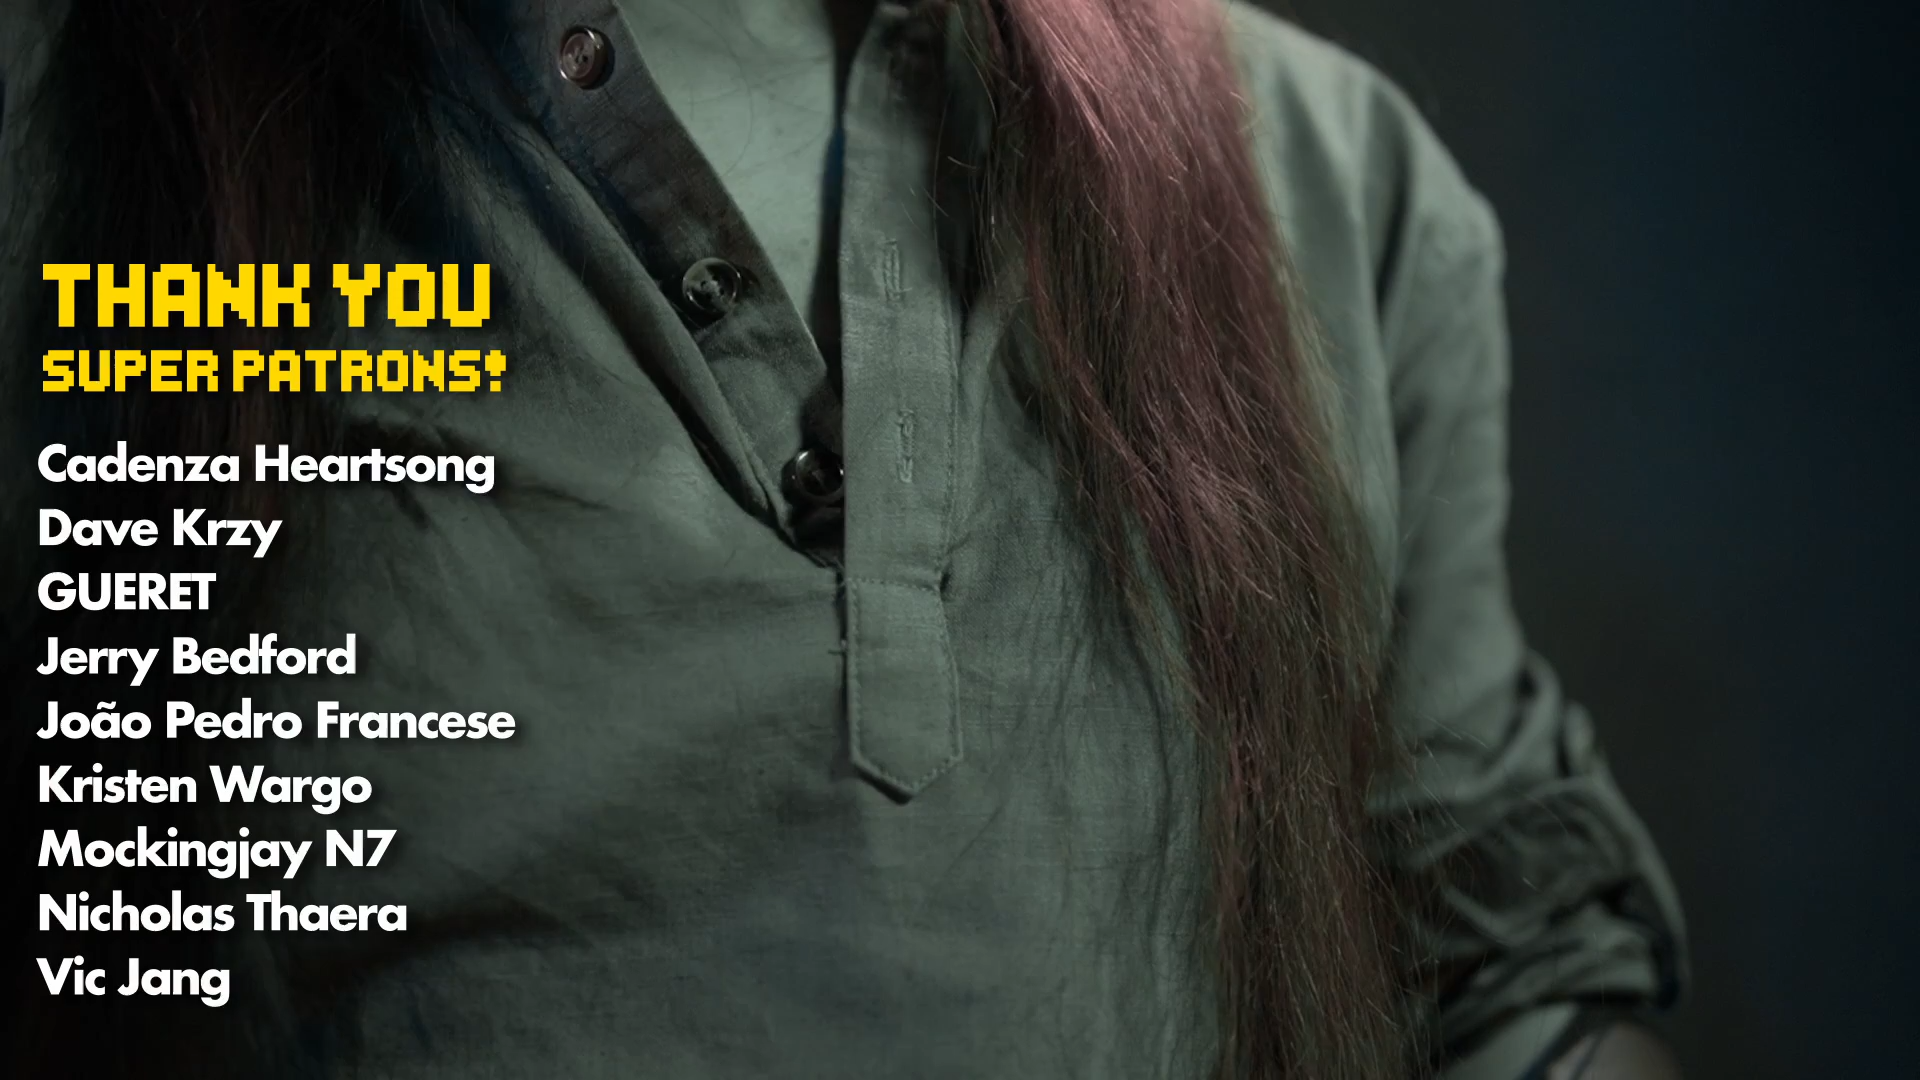 THANK YOU
SUPER PATRONS!
Cadenza Heartsong
Dave Krzy
GUERET
Jerry Bedford
João Pedro Francese
Kristen Wargo
Mockingjay N7
Nicholas Thaera
Vic Jang